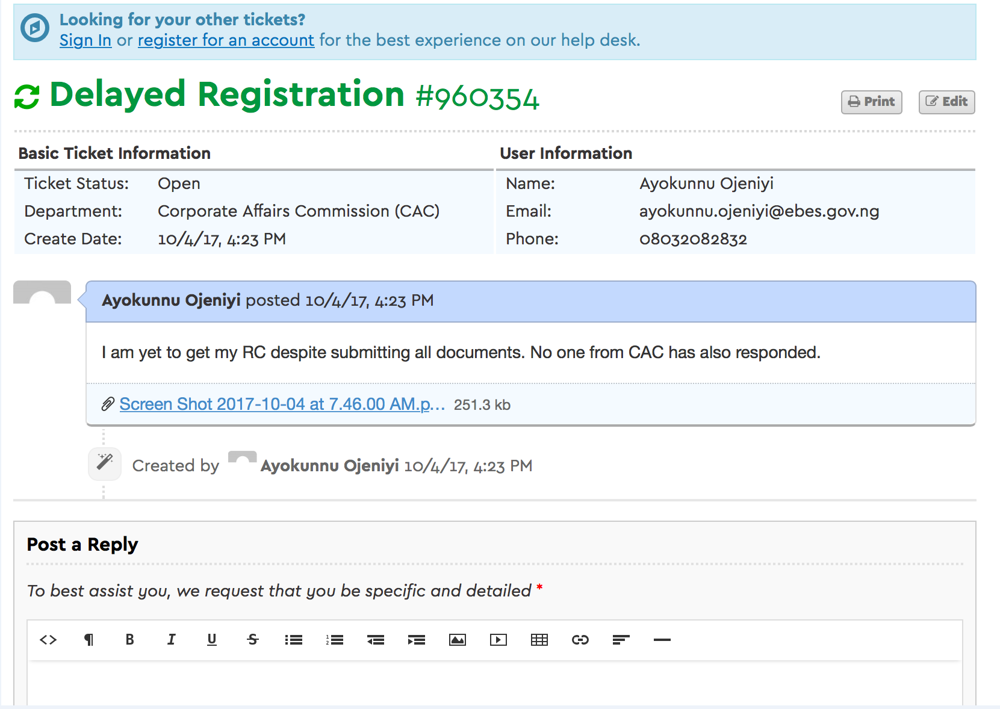 Looking for your other tickets?
Sign In or register for an account for the best experience on our help desk.
Delayed Registration #960354
Print
Edit
Basic Ticket Information
Ticket Status: Open
Department: Corporate Affairs Commission (CAC)
Create Date: 10/4/17, 4:23 PM
User Information
Name: Ayokunnu Ojeniyi
Email: ayokunnu.ojeniyi@ebes.gov.ng
Phone: 08032082832
Ayokunnu Ojeniyi posted 10/4/17, 4:23 PM
I am yet to get my RC despite submitting all documents. No one from CAC has also responded.
Screen Shot 2017-10-04 at 7.46.00 AM.p... 251.3 kb
Created by Ayokunnu Ojeniyi 10/4/17, 4:23 PM
Post a Reply
To best assist you, we request that you be specific and detailed *